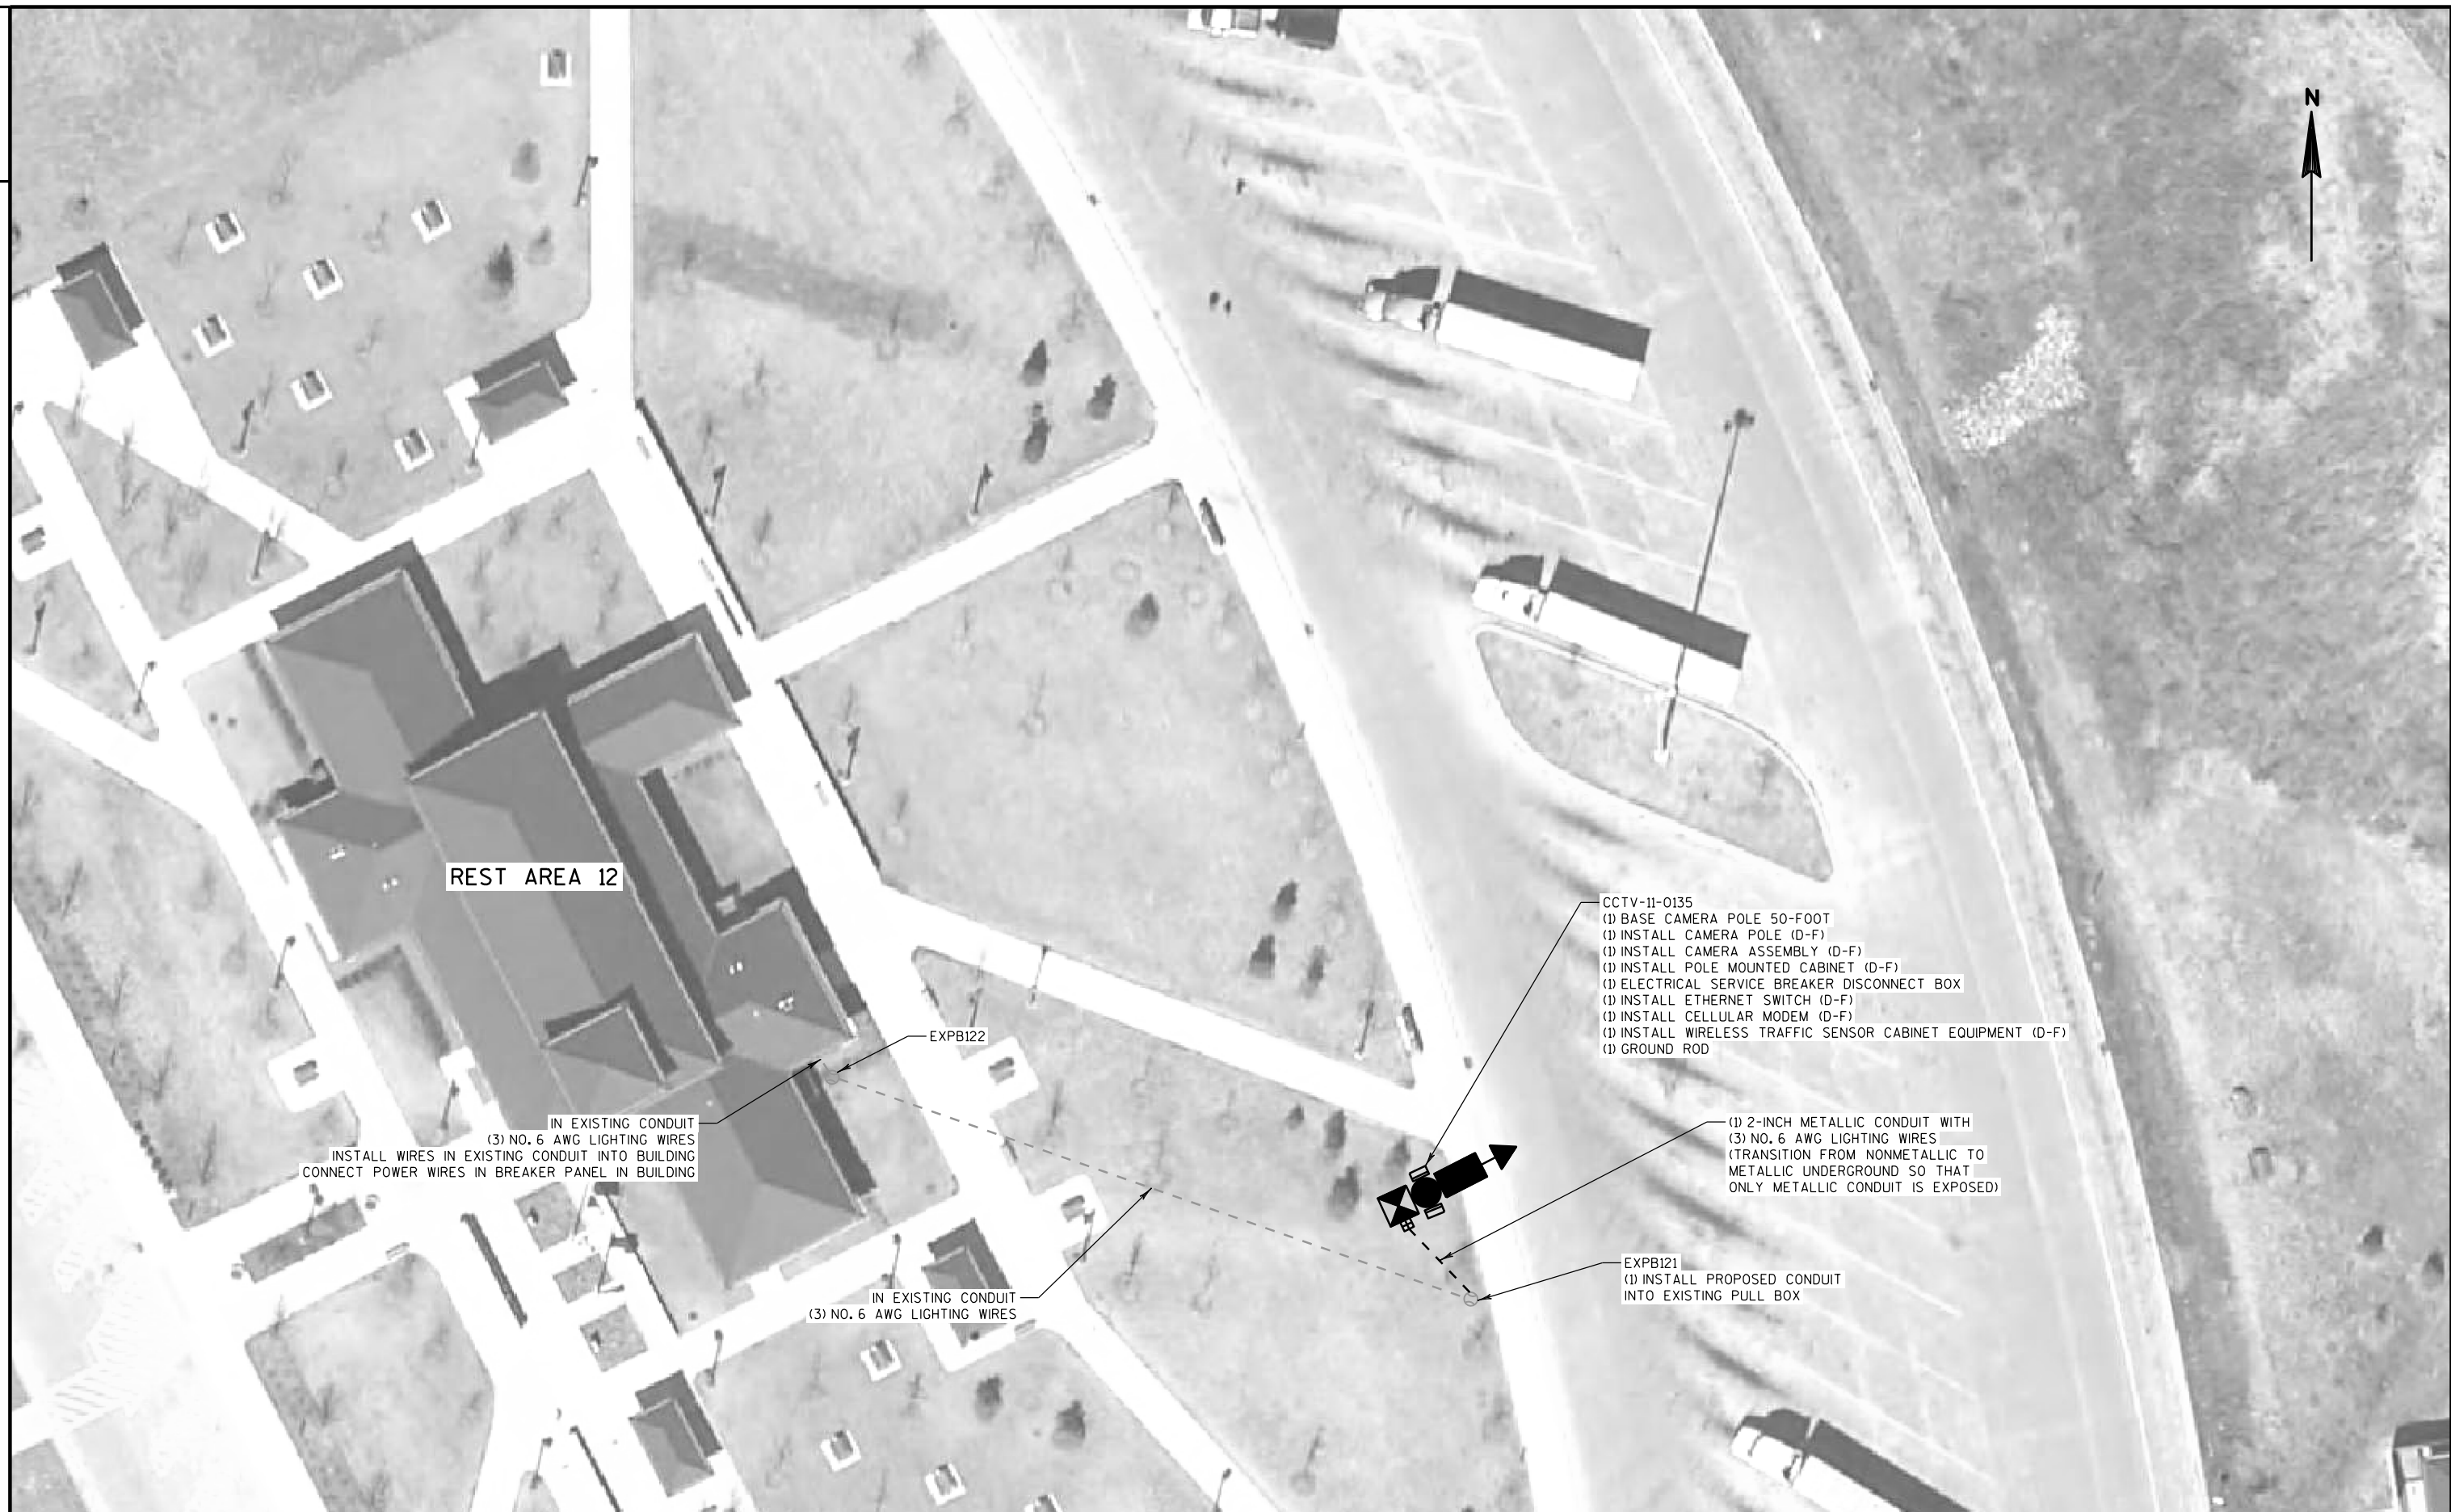 N
REST AREA 12
CCTV-11-0135
(1) BASE CAMERA POLE 50-FOOT
(1) INSTALL CAMERA POLE (D-F)
(1) INSTALL CAMERA ASSEMBLY (D-F)
(1) INSTALL POLE MOUNTED CABINET (D-F)
(1) ELECTRICAL SERVICE BREAKER DISCONNECT BOX
(1) INSTALL ETHERNET SWITCH (D-F)
(1) INSTALL CELLULAR MODEM (D-F)
(1) INSTALL WIRELESS TRAFFIC SENSOR CABINET EQUIPMENT (D-F)
(1) GROUND ROD
EXPB122
IN EXISTING CONDUIT
(3) NO. 6 AWG LIGHTING WIRES
INSTALL WIRES IN EXISTING CONDUIT INTO BUILDING
CONNECT POWER WIRES IN BREAKER PANEL IN BUILDING
(1) 2-INCH METALLIC CONDUIT WITH
(3) NO. 6 AWG LIGHTING WIRES
(TRANSITION FROM NONMETALLIC TO
METALLIC UNDERGROUND SO THAT
ONLY METALLIC CONDUIT IS EXPOSED)
EXPB121
(1) INSTALL PROPOSED CONDUIT
INTO EXISTING PULL BOX
IN EXISTING CONDUIT
(3) NO. 6 AWG LIGHTING WIRES